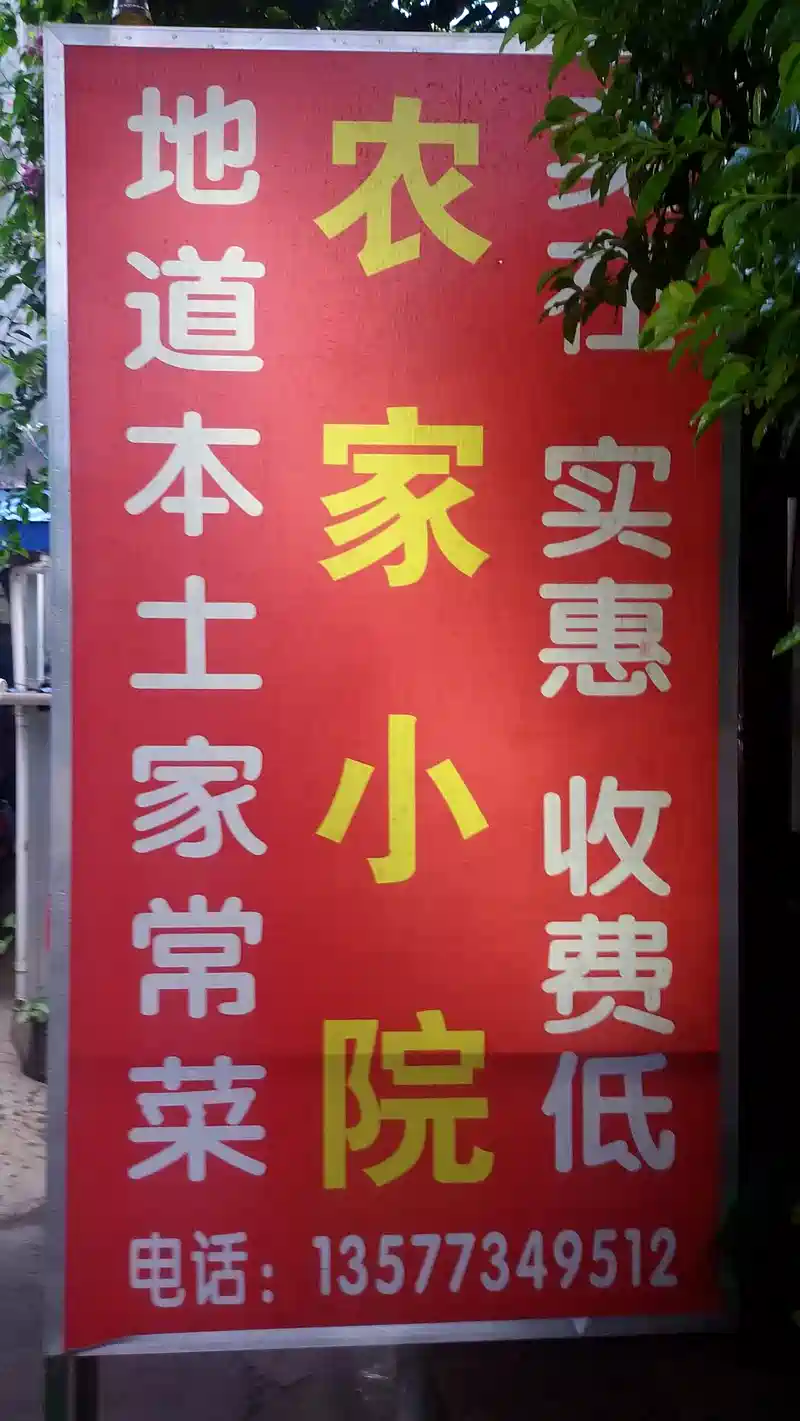 地道本土家常菜
农家小院
实惠 收费低
电话：13577349512